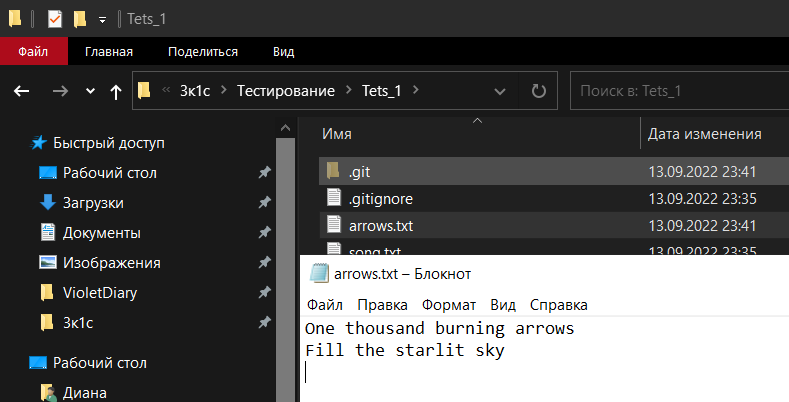 Tets_1
Файл Главная Поделиться Вид
« 3к1с > Тестирование > Tets_1 >
Поиск в: Tets_1
Имя Дата изменения
Быстрый доступ
Рабочий стол
Загрузки
Документы
Изображения
VioletDiary
3к1с
Рабочий стол
Диана
.git 13.09.2022 23:41
.gitignore 13.09.2022 23:35
arrows.txt 13.09.2022 23:41
song.txt 13.09.2022 23:35
arrows.txt – Блокнот
Файл Правка Формат Вид Справка
One thousand burning arrows
Fill the starlit sky